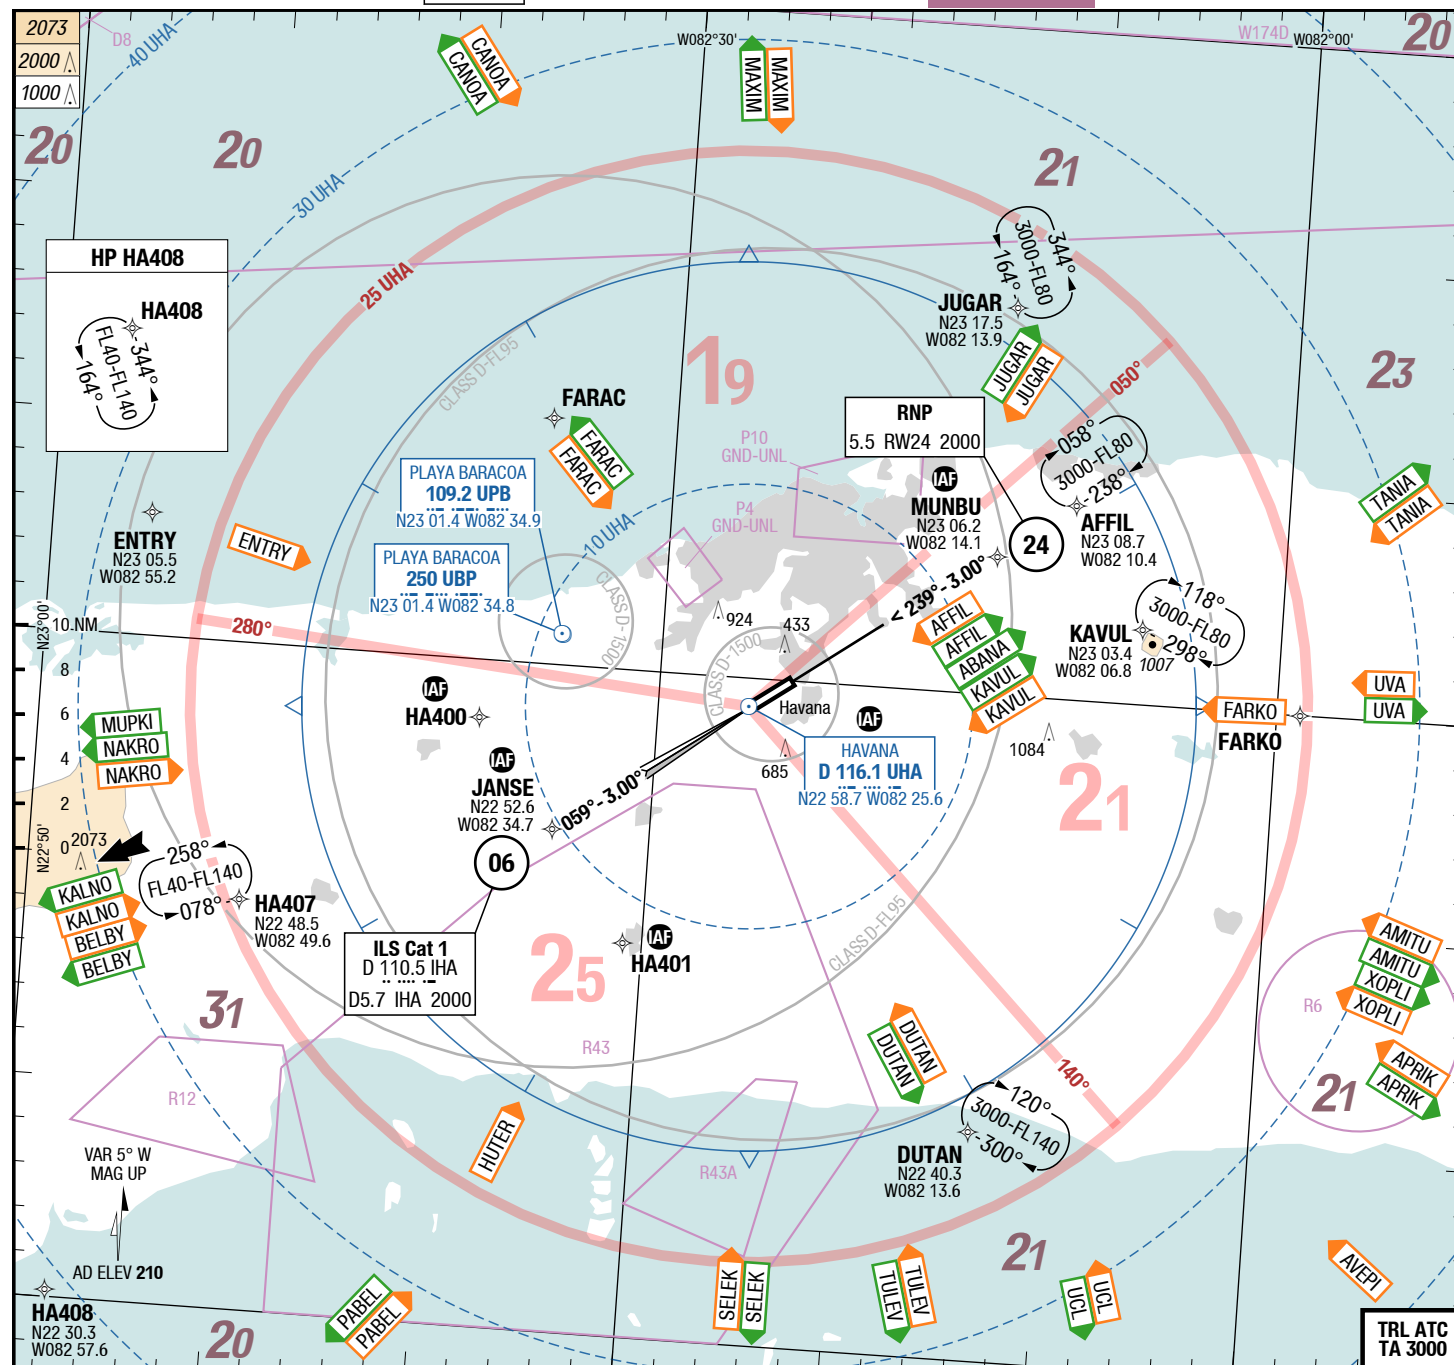 2073
2000
1000
D8
40 UHA
CANOA
CANOA
W082°30'
MAXIM
MAXIM
W174D
W082°00'
20
20
20
21
30 UHA
HP HA408
HA408
FL40-FL140
344°
164°
25 UHA
CLASS D-FL95
344°
3000-FL80
164°
JUGAR
N23 17.5
W082 13.9
JUGAR
JUGAR
050°
19
23
FARAC
FARAC
FARAC
RNP
5.5 RW24 2000
P10
GND-UNL
P4
GND-UNL
PLAYA BARACOA
109.2 UPB
N23 01.4 W082 34.9
PLAYA BARACOA
250 UBP
N23 01.4 W082 34.8
10 UHA
IAF
MUNBU
N23 06.2
W082 14.1
24
058°
3000-FL80
238°
AFFIL
N23 08.7
W082 10.4
TANIA
TANIA
ENTRY
N23 05.5
W082 55.2
ENTRY
N23°00'
10 NM
8
6
4
2
0
280°
CLASS D-1500
924
433
CLASS D-1500
< 239°- 3.00°
AFFIL
AFFIL
ABANA
KAVUL
KAVUL
118°
3000-FL80
298°
KAVUL
N23 03.4
W082 06.8
1007
IAF
HA400
Havana
IAF
FARKO
FARKO
UVA
UVA
MUPKI
NAKRO
NAKRO
HAVANA
D 116.1 UHA
N22 58.7 W082 25.6
685
1084
IAF
JANSE
N22 52.6
W082 34.7
059°- 3.00°
21
06
N22°50'
2073
258°
FL40-FL140
078°
HA407
N22 48.5
W082 49.6
KALNO
KALNO
BELBY
BELBY
ILS Cat 1
D 110.5 IHA
D5.7 IHA 2000
25
IAF
HA401
CLASS D-FL95
AMITU
AMITU
XOPLI
XOPLI
R6
31
R43
R12
DUTAN
DUTAN
140°
APRIK
APRIK
21
120°
3000-FL140
300°
DUTAN
N22 40.3
W082 13.6
HUTER
R43A
VAR 5° W
MAG UP
AD ELEV 210
HA408
N22 30.3
W082 57.6
20
PABEL
PABEL
SELEK
SELEK
TULEV
TULEV
21
UCL
UCL
AVEPI
TRL ATC
TA 3000